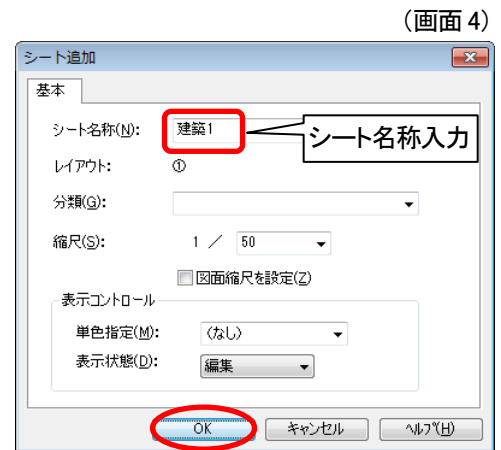 (画面 4)
シート追加
基本
シート名称(N): 建築1
シート名称入力
レイアウト: ①
分類(G):
縮尺(S): 1 / 50
図面縮尺を設定(Z)
表示コントロール
単色指定(M): (なし)
表示状態(D): 編集
OK キャンセル ヘルプ(H)